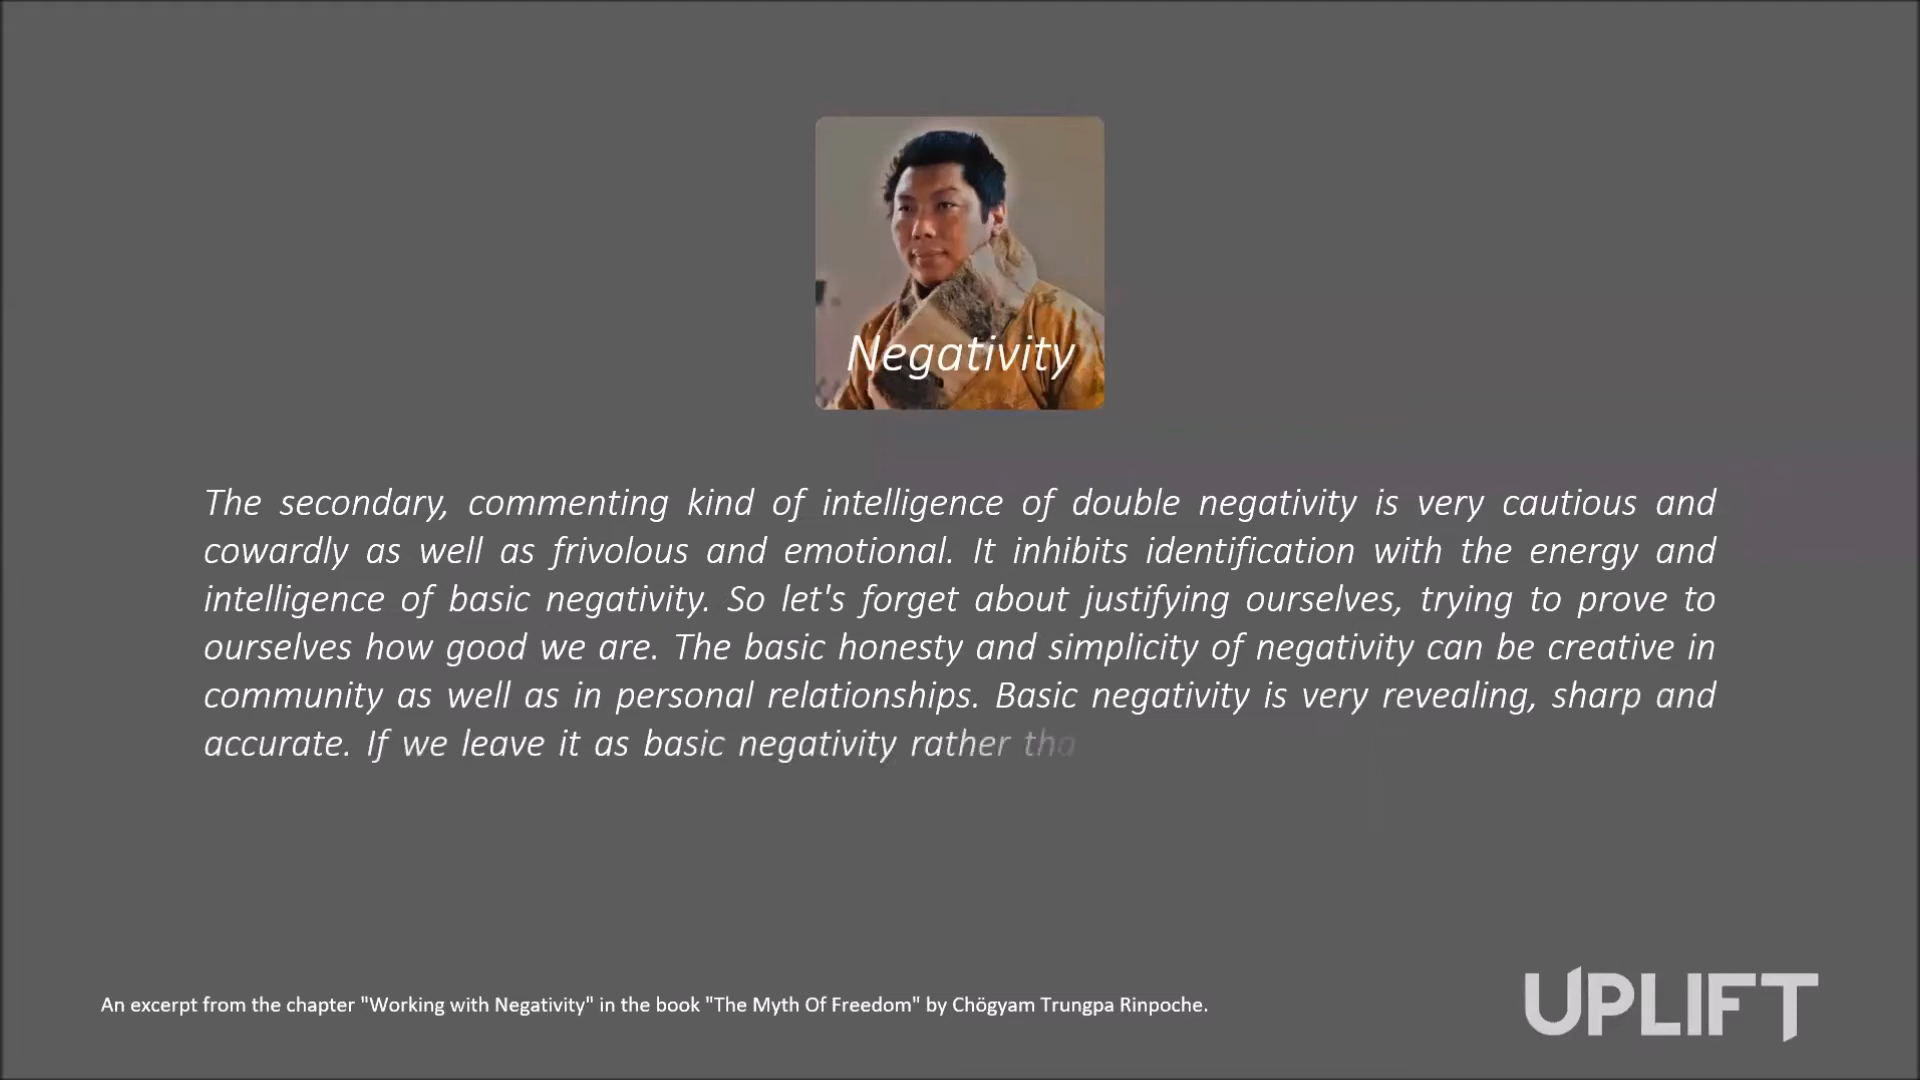 Negativity
The secondary, commenting kind of intelligence of double negativity is very cautious and
cowardly as well as frivolous and emotional. It inhibits identification with the energy and
intelligence of basic negativity. So let's forget about justifying ourselves, trying to prove to
ourselves how good we are. The basic honesty and simplicity of negativity can be creative in
community as well as in personal relationships. Basic negativity is very revealing, sharp and
accurate. If we leave it as basic negativity rather tha
An excerpt from the chapter "Working with Negativity" in the book "The Myth Of Freedom" by Chögyam Trungpa Rinpoche.
UPLIFT